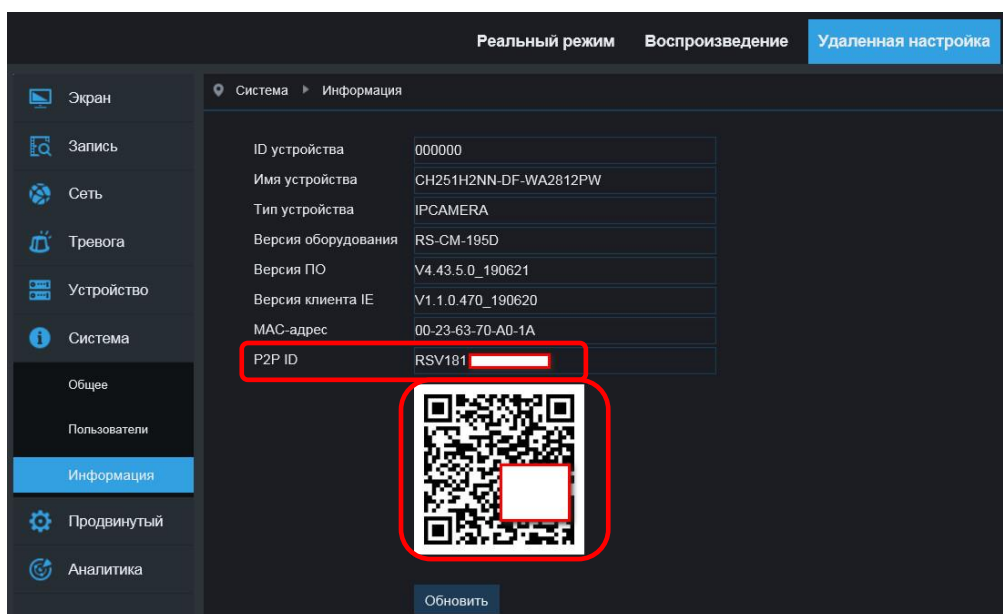 Реальный режим Воспроизведение Удаленная настройка
Экран
Запись
Сеть
Тревога
Устройство
Система
Общее
Пользователи
Информация
Продвинутый
Аналитика
Система Информация
ID устройства 000000
Имя устройства CH251H2NN-DF-WA2812PW
Тип устройства IPCAMERA
Версия оборудования RS-CM-195D
Версия ПО V4.43.5.0_190621
Версия клиента IE V1.1.0.470_190620
MAC-адрес 00-23-63-70-A0-1A
P2P ID RSV181
Обновить